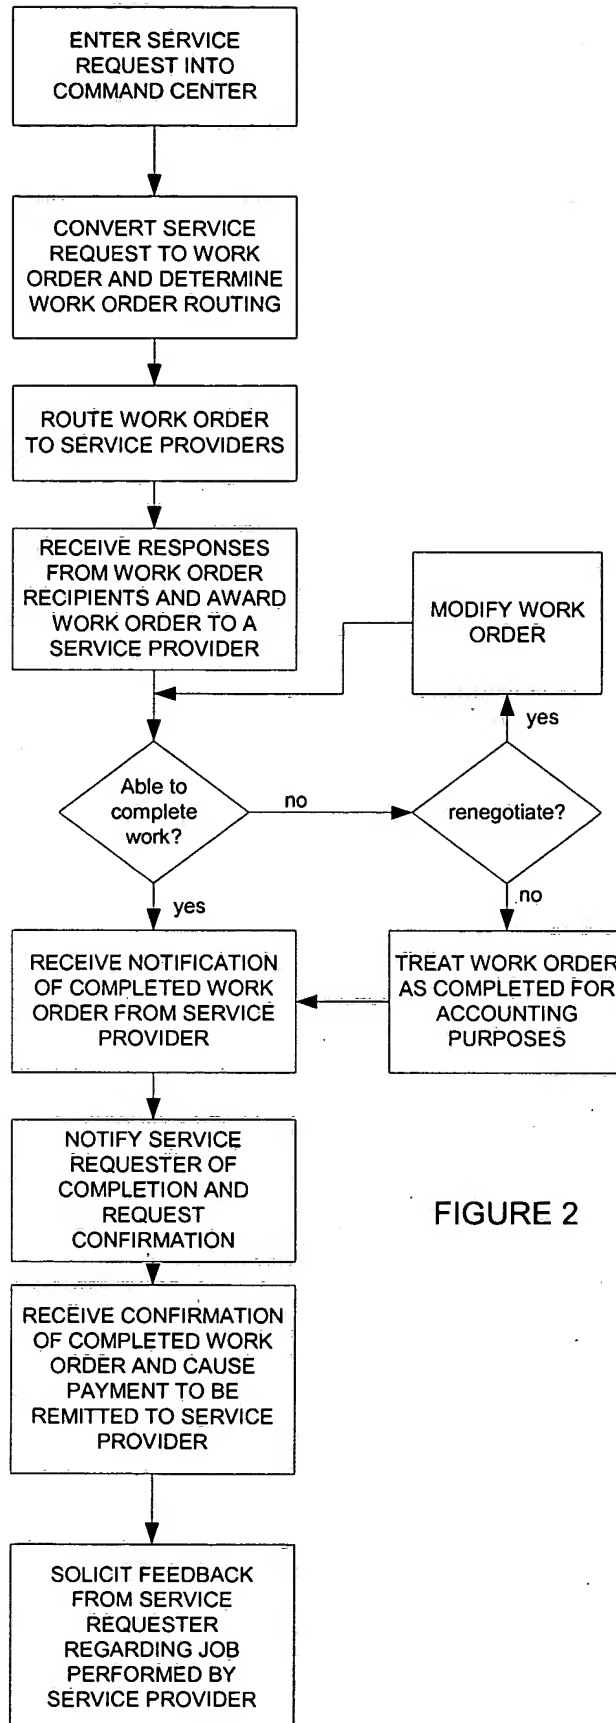 ENTER SERVICE
REQUEST INTO
COMMAND CENTER
CONVERT SERVICE
REQUEST TO WORK
ORDER AND DETERMINE
WORK ORDER ROUTING
ROUTE WORK ORDER
TO SERVICE PROVIDERS
RECEIVE RESPONSES
FROM WORK ORDER
RECIPIENTS AND AWARD
WORK ORDER TO A
SERVICE PROVIDER
MODIFY WORK
ORDER
yes
Able to
complete
work?
no
renegotiate?
no
yes
RECEIVE NOTIFICATION
OF COMPLETED WORK
ORDER FROM SERVICE
PROVIDER
TREAT WORK ORDER
AS COMPLETED FOR
ACCOUNTING
PURPOSES
NOTIFY SERVICE
REQUESTER OF
COMPLETION AND
REQUEST
CONFIRMATION
FIGURE 2
RECEIVE CONFIRMATION
OF COMPLETED WORK
ORDER AND CAUSE
PAYMENT TO BE
REMITTED TO SERVICE
PROVIDER
SOLICIT FEEDBACK
FROM SERVICE
REQUESTER
REGARDING JOB
PERFORMED BY
SERVICE PROVIDER